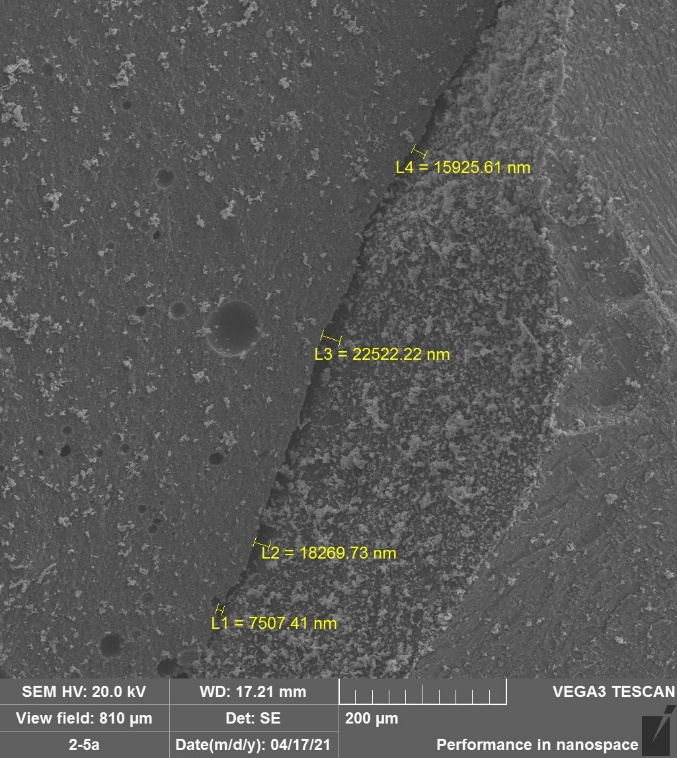 L4 = 15925.61 nm
L3 = 22522.22 nm
L2 = 18269.73 nm
L1 = 7507.41 nm
SEM HV: 20.0 kV
WD: 17.21 mm
VEGA3 TESCAN
View field: 810 µm
Det: SE
200 µm
2-5a
Date(m/d/y): 04/17/21
Performance in nanospace